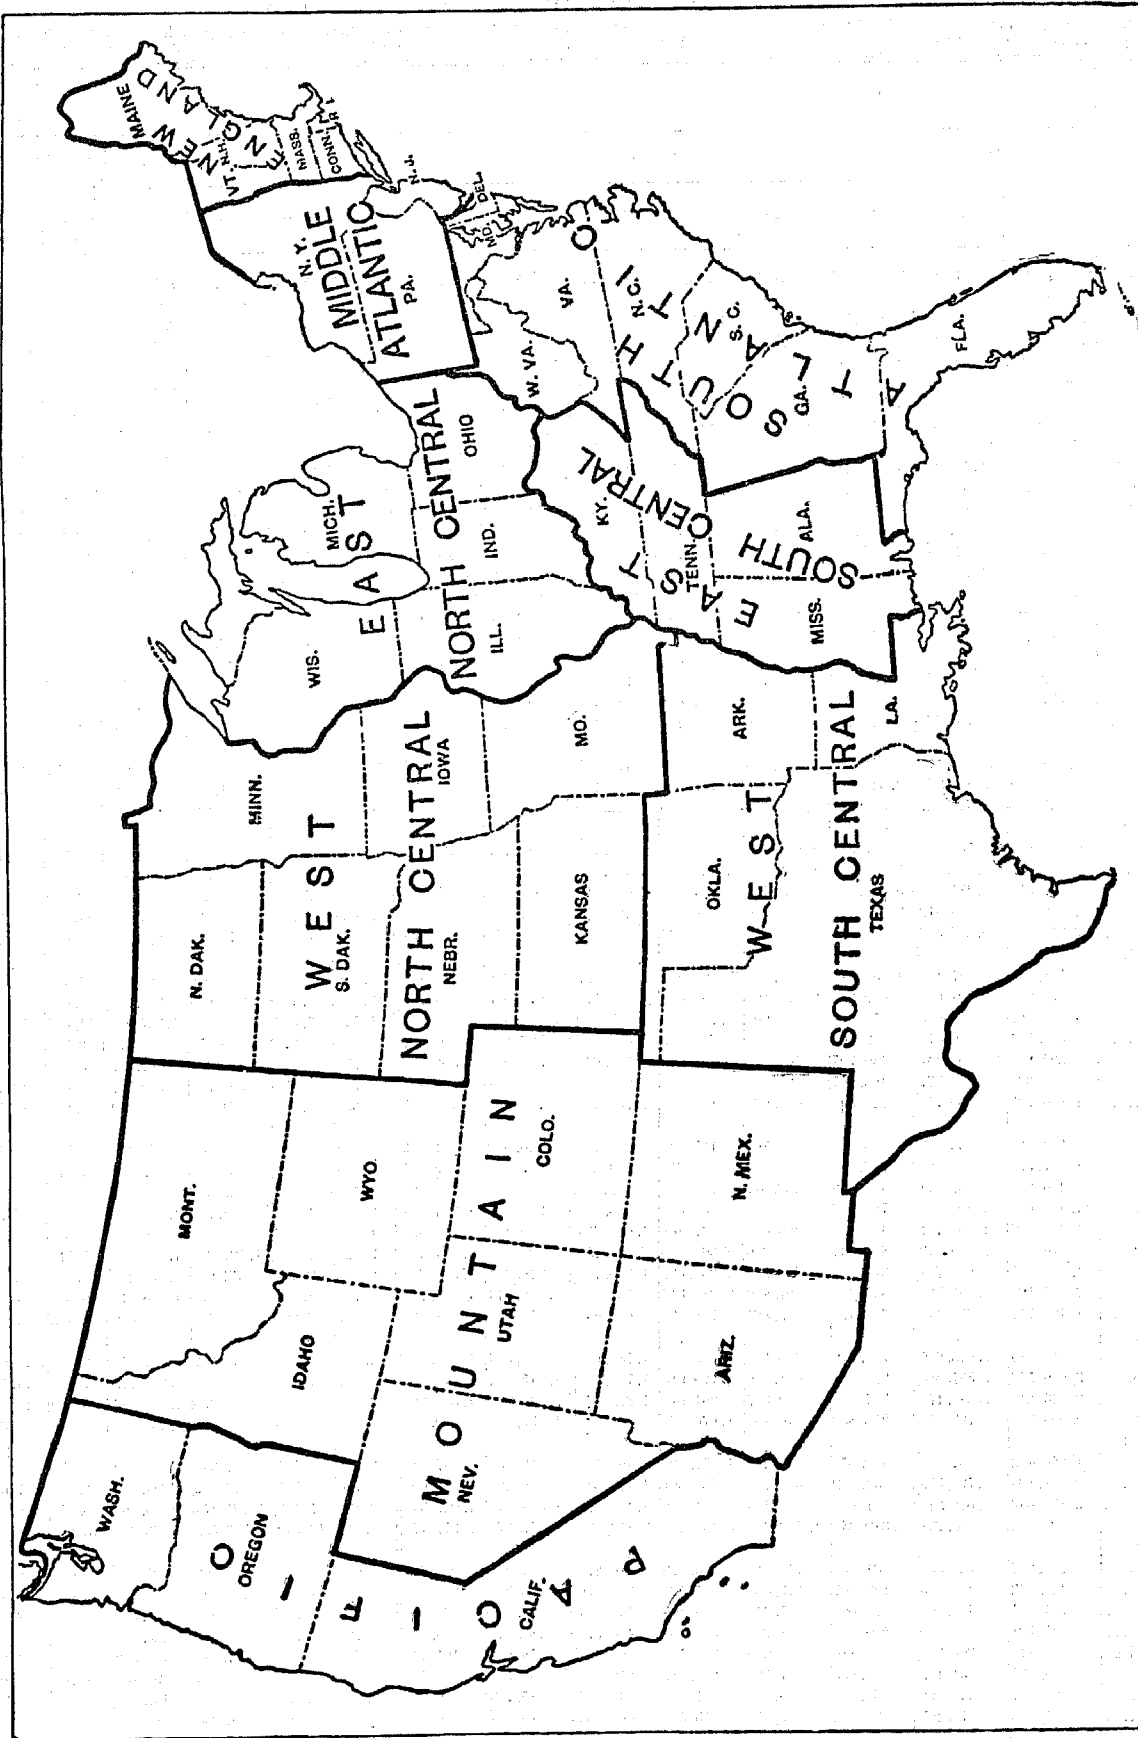 WASH.
OREGON
CALIF.
PACIFIC
MONT.
IDAHO
WYO.
NEV.
UTAH
COLO.
ARIZ.
N. MEX.
MOUNTAIN
N. DAK.
S. DAK.
NEBR.
KANSAS
MINN.
IOWA
MO.
WEST
NORTH CENTRAL
OKLA.
TEXAS
ARK.
LA.
WEST
SOUTH CENTRAL
WIS.
MICH.
ILL.
IND.
OHIO
EAST
NORTH CENTRAL
KY.
TENN.
MISS.
ALA.
EAST
SOUTH CENTRAL
N. Y.
PA.
N. J.
MIDDLE
ATLANTIC
MAINE
VT.
N.H.
MASS.
CONN.
R. I.
NEW
ENGLAND
DEL.
MD.
VA.
W. VA.
N. C.
S. C.
GA.
FLA.
SOUTH
ATLANTIC